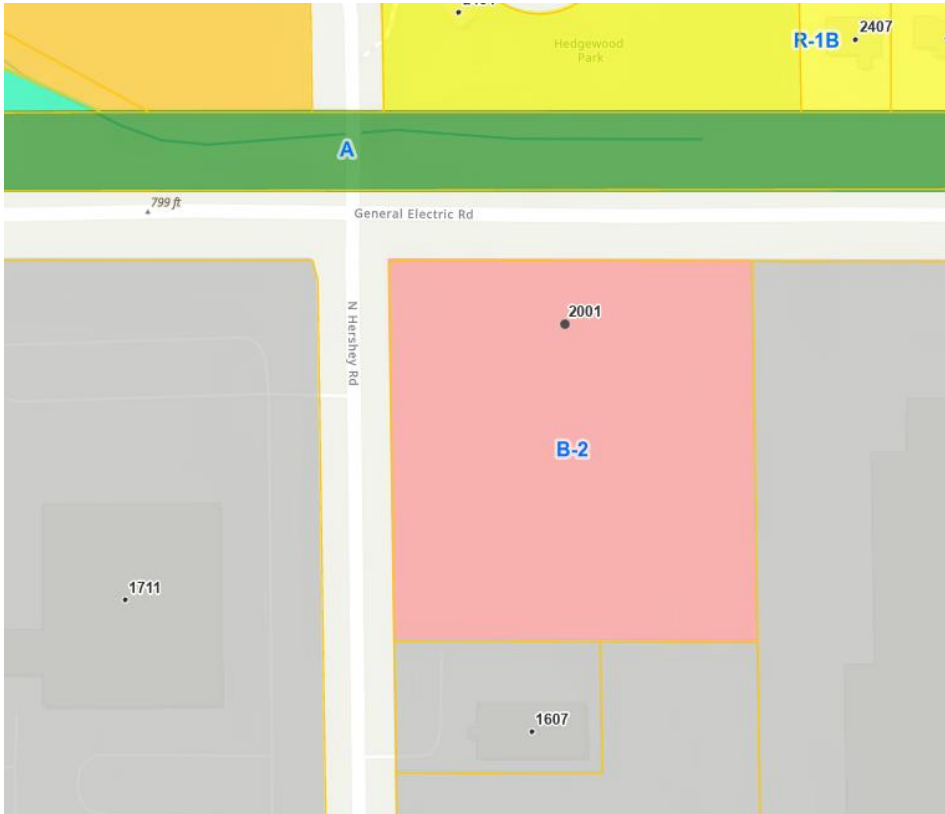 2407
R-1B
Hedgewood
Park
A
799 ft
General Electric Rd
2001
N Hershey Rd
B-2
1711
1607